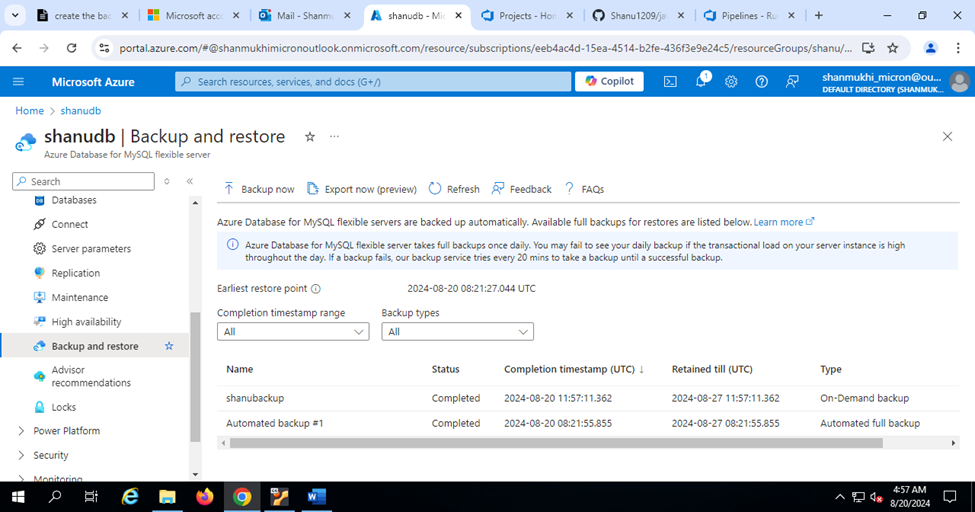 create the bac
Microsoft acc
Mail - Shanm
shanudb - Mi
Projects - Hon
Shanu1209/ja
Pipelines - Ru
portal.azure.com/#@shanmukhimicronoutlook.onmicrosoft.com/resource/subscriptions/eeb4ac4d-15ea-4514-b2fe-436f3e9e24c5/resourceGroups/shanu/...
Microsoft Azure
Search resources, services, and docs (G+/)
Copilot
1
shanmukhi_micron@ou...
DEFAULT DIRECTORY (SHANMUK...
Home > shanudb
shanudb | Backup and restore
Azure Database for MySQL flexible server
Search
Databases
Connect
Server parameters
Replication
Maintenance
High availability
Backup and restore
Advisor
recommendations
Locks
Power Platform
Security
Monitoring
Backup now
Export now (preview)
Refresh
Feedback
FAQs
Azure Database for MySQL flexible servers are backed up automatically. Available full backups for restores are listed below. Learn more
Azure Database for MySQL flexible server takes full backups once daily. You may fail to see your daily backup if the transactional load on your server instance is high
throughout the day. If a backup fails, our backup service tries every 20 mins to take a backup until a successful backup.
Earliest restore point 2024-08-20 08:21:27.044 UTC
Completion timestamp range Backup types
All All
Name Status Completion timestamp (UTC) ↓ Retained till (UTC) Type
shanubackup Completed 2024-08-20 11:57:11.362 2024-08-27 11:57:11.362 On-Demand backup
Automated backup #1 Completed 2024-08-20 08:21:55.855 2024-08-27 08:21:55.855 Automated full backup
4:57 AM
8/20/2024